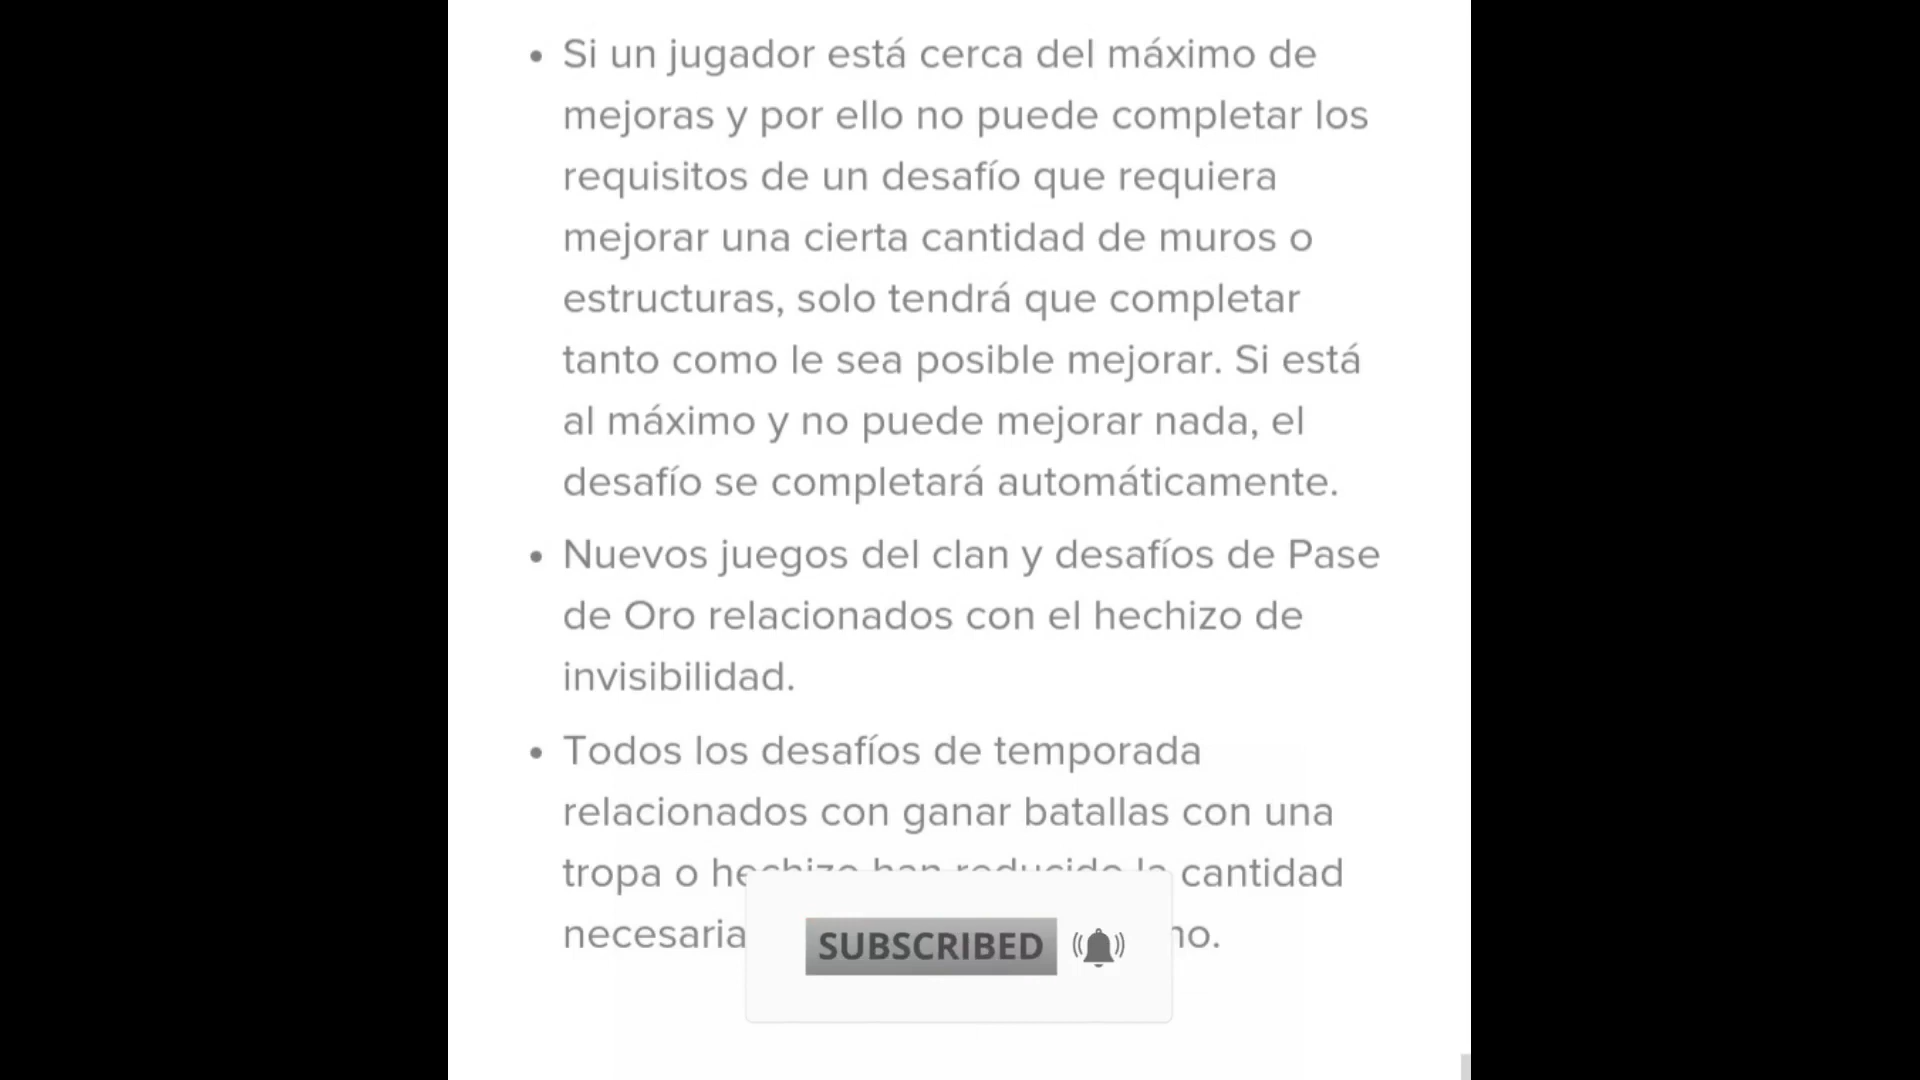 • Si un jugador está cerca del máximo de
mejoras y por ello no puede completar los
requisitos de un desafío que requiera
mejorar una cierta cantidad de muros o
estructuras, solo tendrá que completar
tanto como le sea posible mejorar. Si está
al máximo y no puede mejorar nada, el
desafío se completará automáticamente.
• Nuevos juegos del clan y desafíos de Pase
de Oro relacionados con el hechizo de
invisibilidad.
• Todos los desafíos de temporada
relacionados con ganar batallas con una
tropa o hechizo han reducido la cantidad
necesaria
SUBSCRIBED